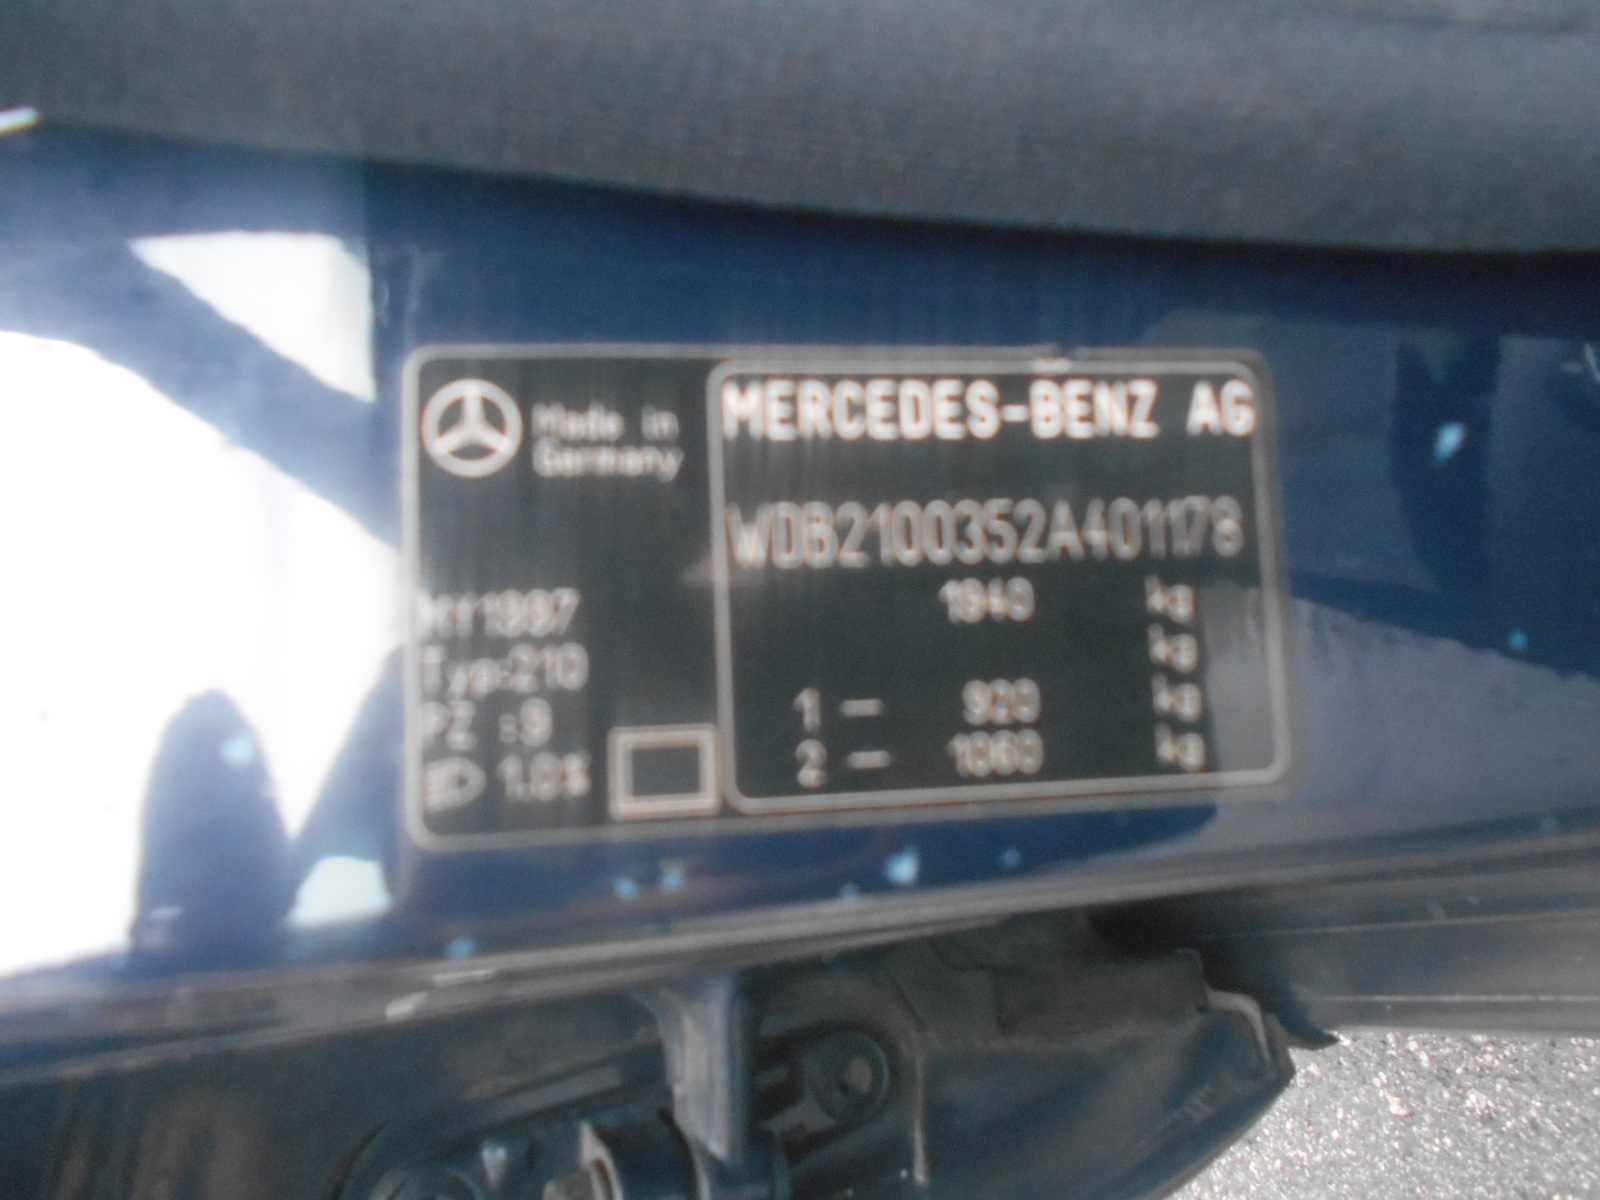 Made in
Germany
MY1997
Typ:210
PZ :9
1.0%
MERCEDES-BENZ AG
WDB2100352A401178
1940 kg
kg
1 — 920 kg
2 — 1060 kg